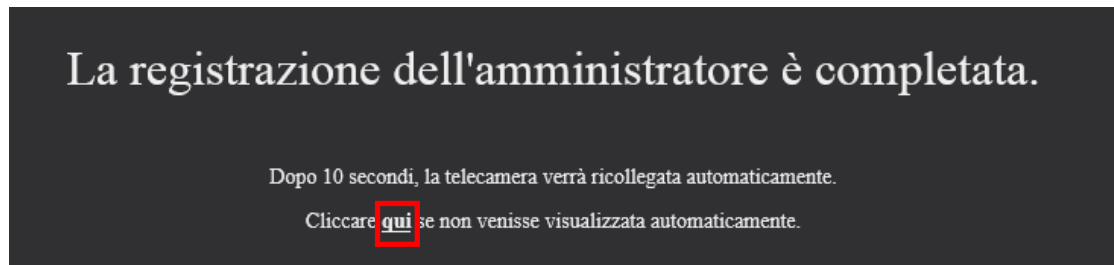 La registrazione dell'amministratore è completata.
Dopo 10 secondi, la telecamera verrà ricollegata automaticamente.
Cliccare qui se non venisse visualizzata automaticamente.